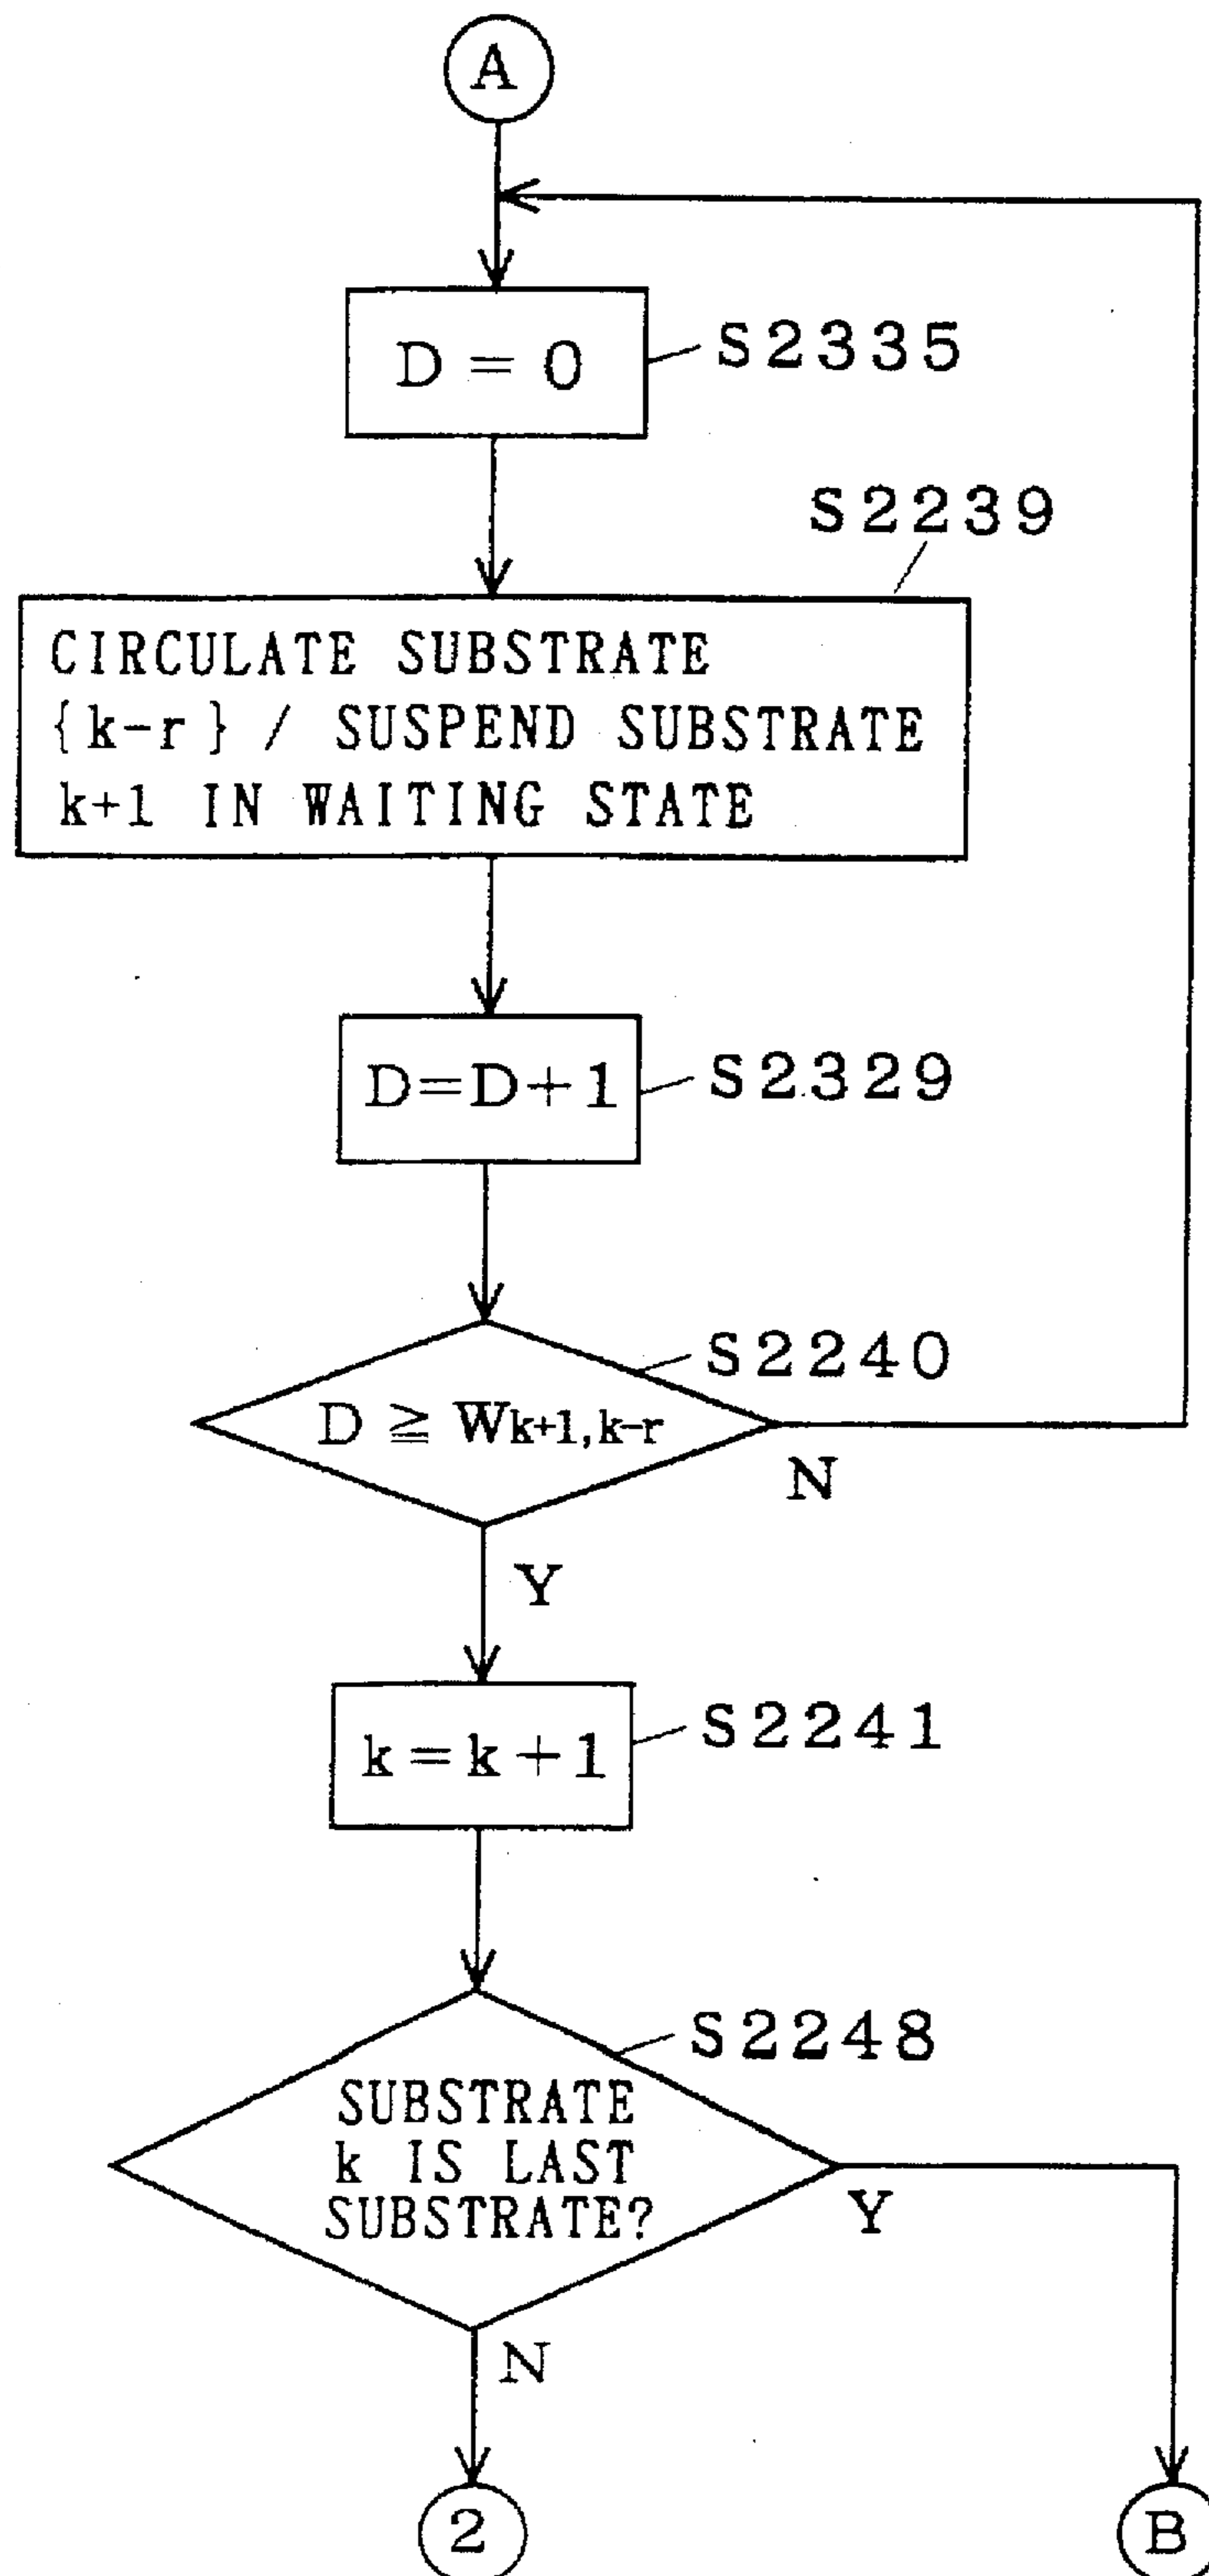 A
D = 0
S2335
S2239
CIRCULATE SUBSTRATE
{k-r} / SUSPEND SUBSTRATE
k+1 IN WAITING STATE
D=D+1
S2329
S2240
D ≧ Wk+1,k-r
N
Y
k=k+1
S2241
S2248
SUBSTRATE
k IS LAST
SUBSTRATE?
Y
N
2
B